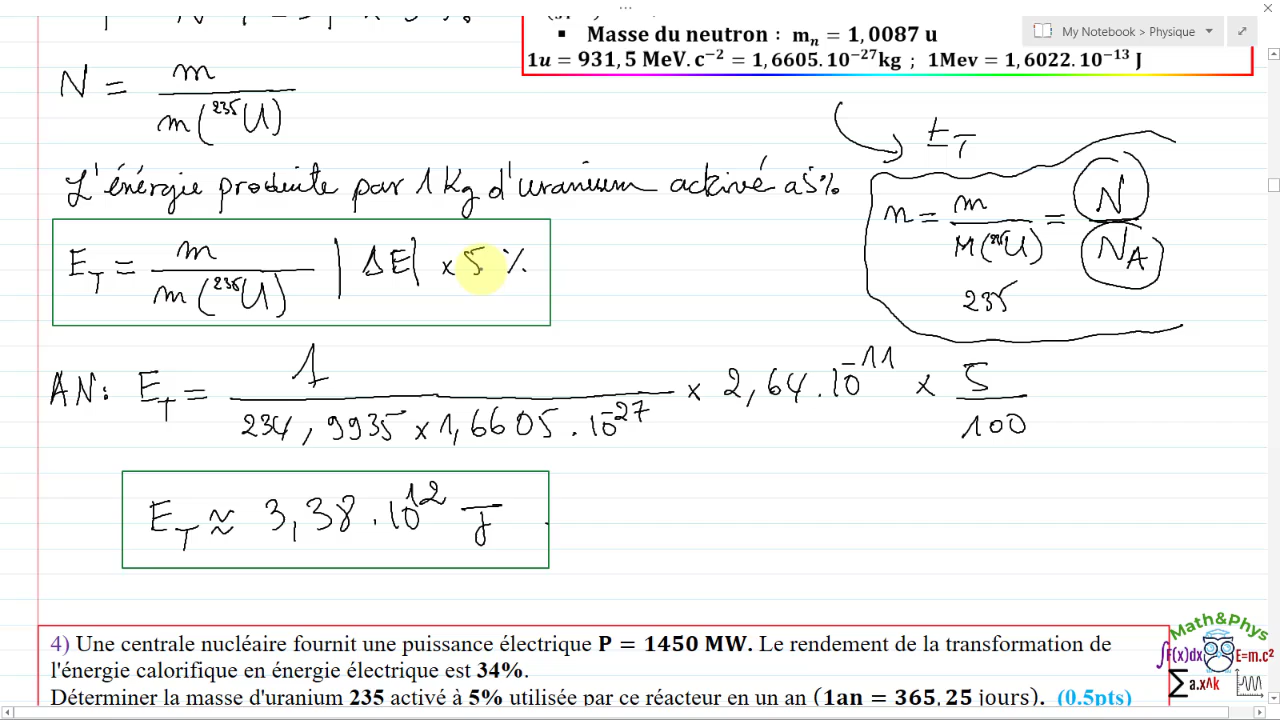 Masse du neutron : mₙ = 1,0087 u
1u = 931,5 MeV.c⁻² = 1,6605.10⁻²⁷kg ; 1Mev = 1,6022.10⁻¹³ J
My Notebook > Physique
N = m / m(²³⁵U)
L'énergie produite par 1 Kg d'uranium activé a 5%
E_T = m / m(²³⁵U) |ΔE| × 5 %
E_T
n = m / M(²³⁵U) = N / N_A
235
AN: E_T = 1 / 234,9935 × 1,6605.10⁻²⁷ × 2,64.10⁻¹¹ × 5 / 100
E_T ≈ 3,38.10¹² J
4) Une centrale nucléaire fournit une puissance électrique P = 1450 MW. Le rendement de la transformation de
l'énergie calorifique en énergie électrique est 34%.
Déterminer la masse d'uranium 235 activé à 5% utilisée par ce réacteur en un an (1an = 365,25 jours). (0.5pts)
Math&Phys
∫F(x)dx E=m.c²
∑a.x^k